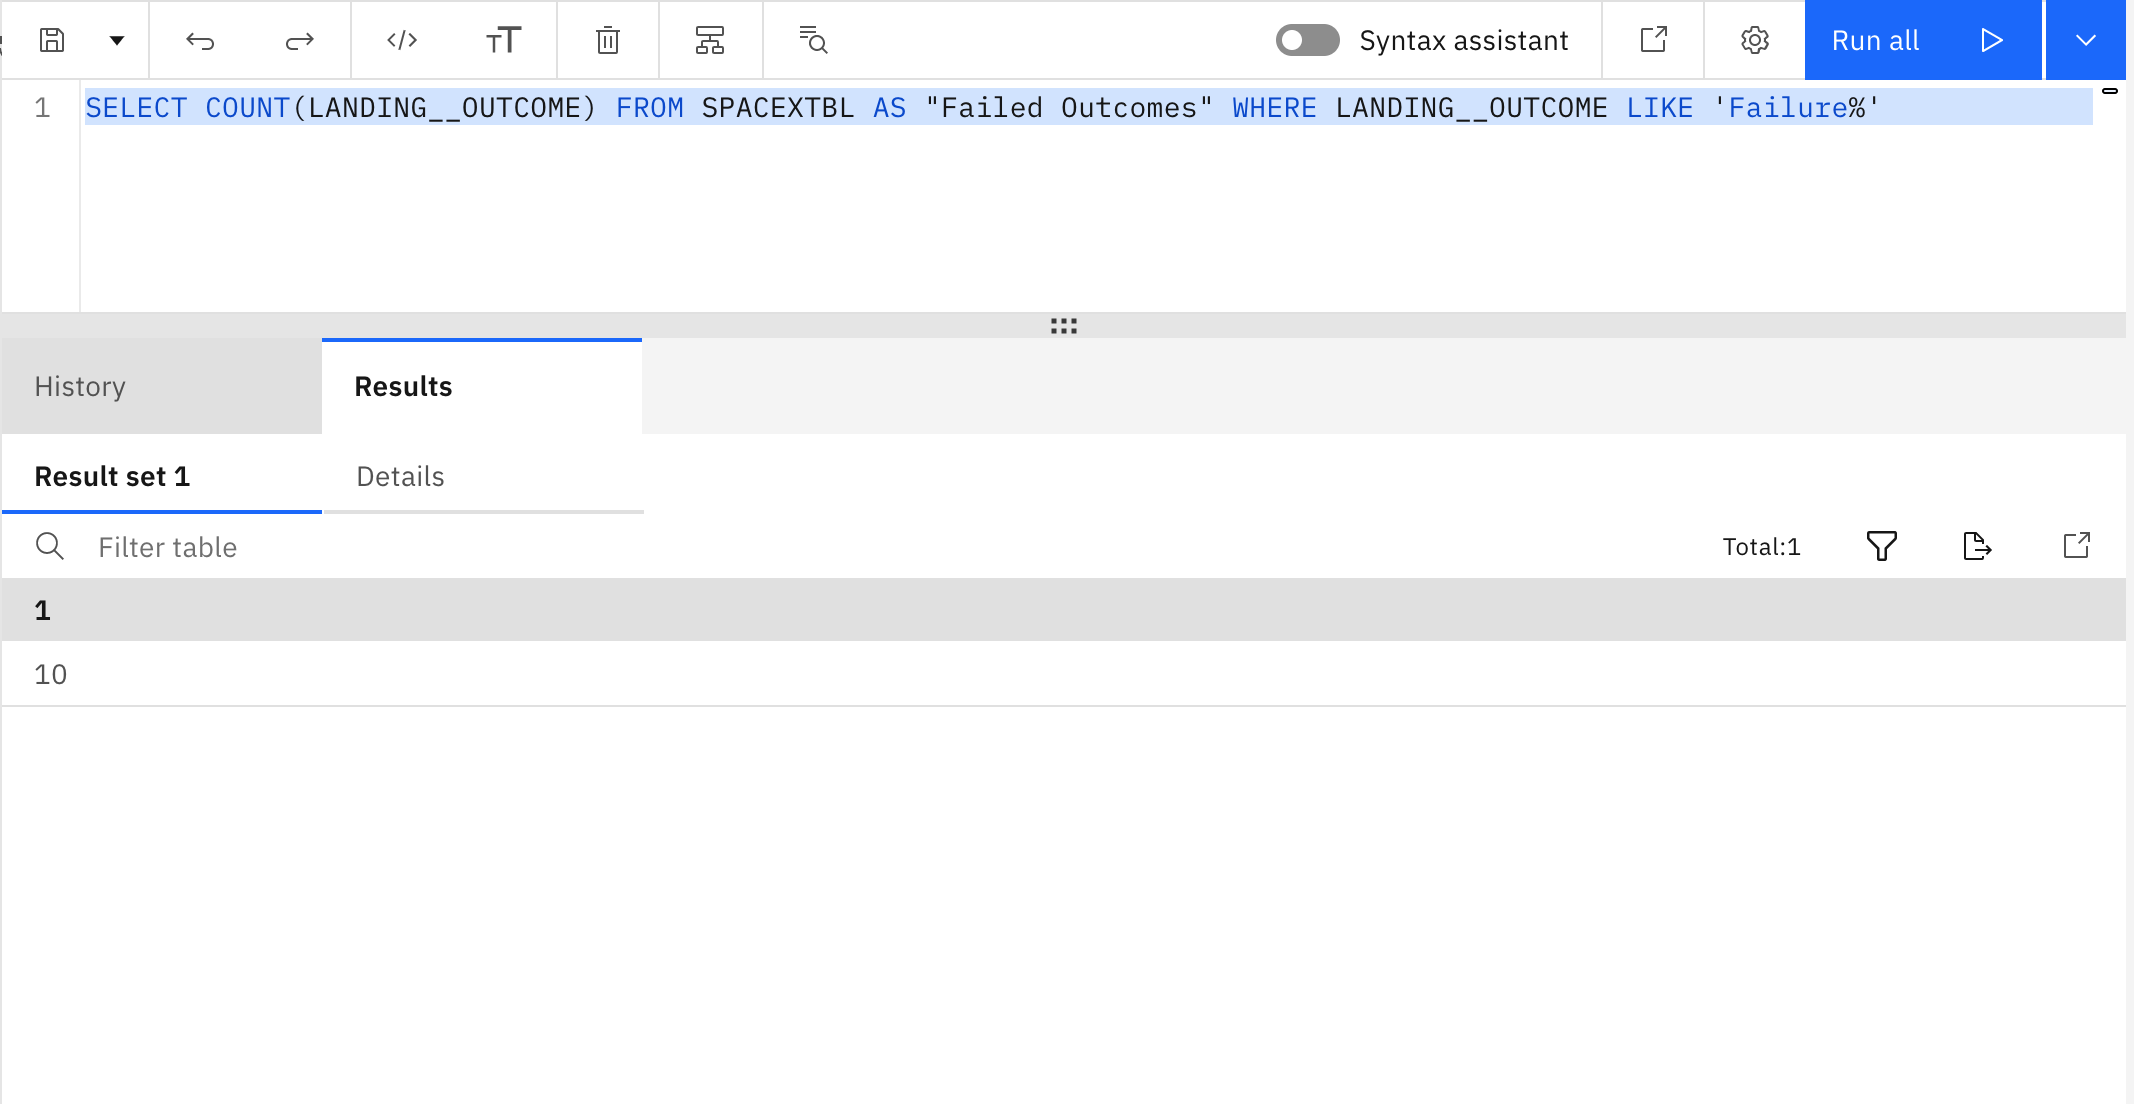 </> TT Syntax assistant Run all
1 SELECT COUNT(LANDING__OUTCOME) FROM SPACEXTBL AS "Failed Outcomes" WHERE LANDING__OUTCOME LIKE 'Failure%'
History Results
Result set 1 Details
Filter table Total:1
1
10